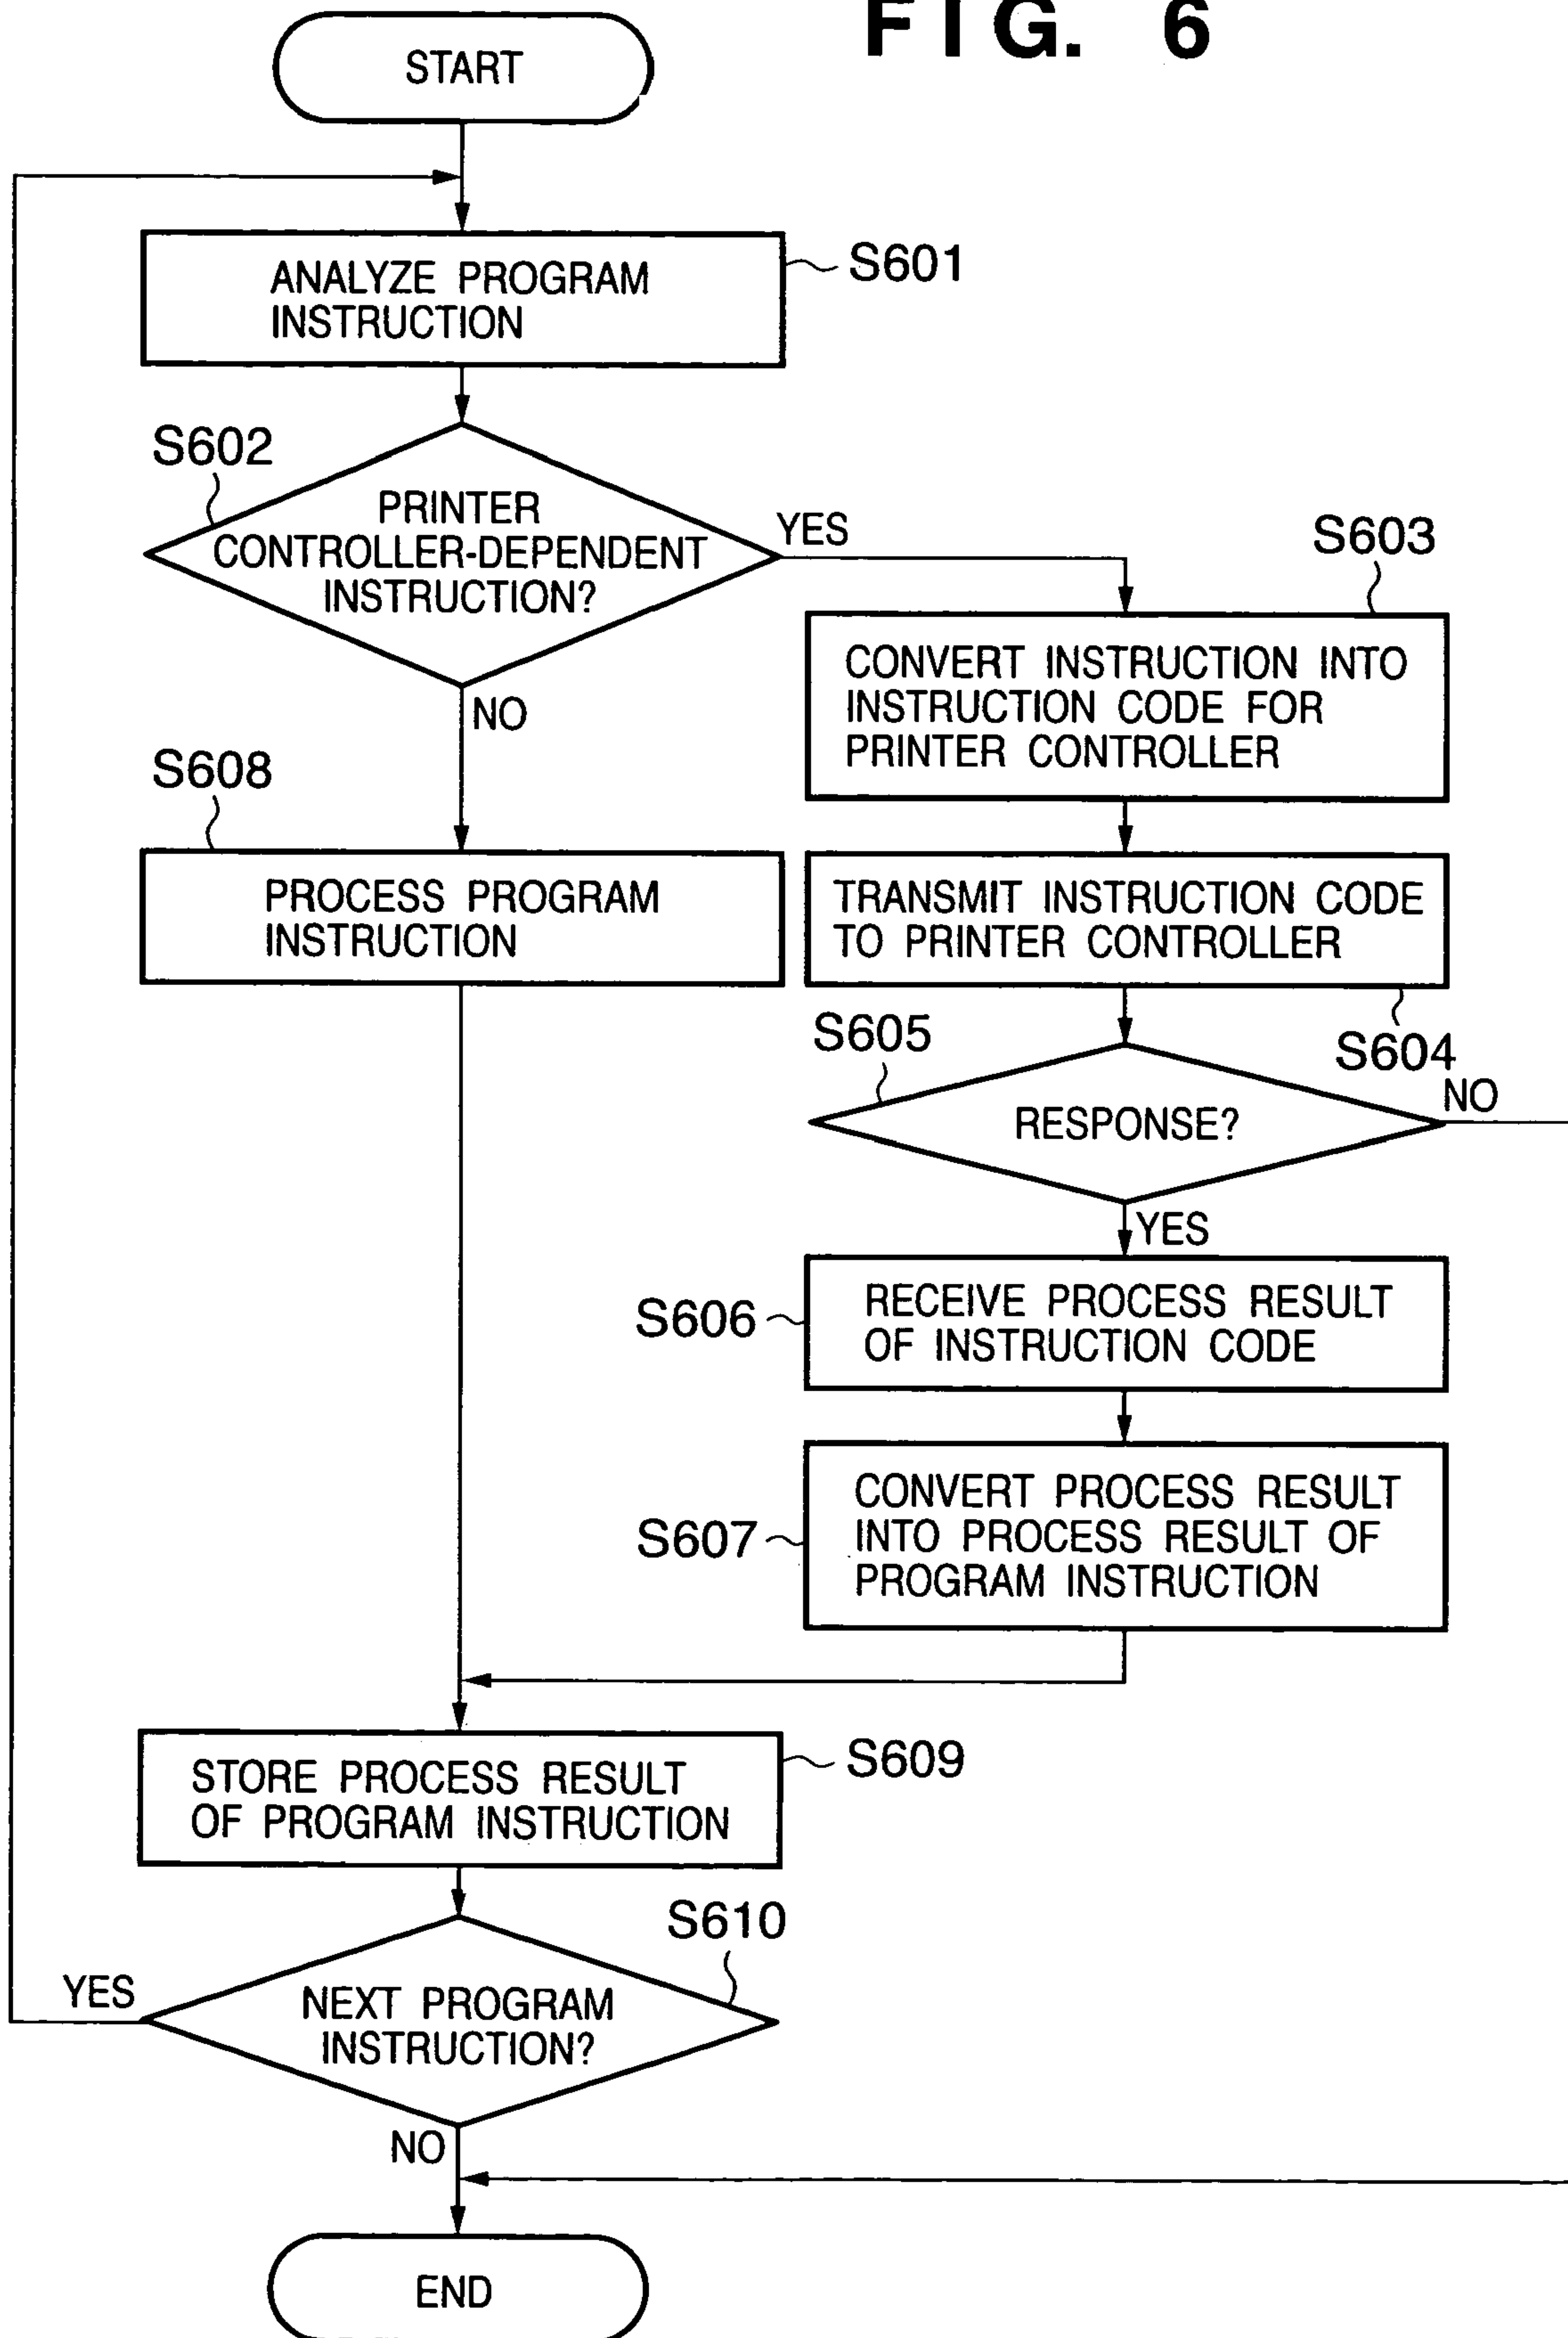 FIG. 6
START
ANALYZE PROGRAM
INSTRUCTION
S601
S602
PRINTER
CONTROLLER-DEPENDENT
INSTRUCTION?
YES
NO
S603
CONVERT INSTRUCTION INTO
INSTRUCTION CODE FOR
PRINTER CONTROLLER
S608
PROCESS PROGRAM
INSTRUCTION
TRANSMIT INSTRUCTION CODE
TO PRINTER CONTROLLER
S604
S605
RESPONSE?
NO
YES
S606
RECEIVE PROCESS RESULT
OF INSTRUCTION CODE
S607
CONVERT PROCESS RESULT
INTO PROCESS RESULT OF
PROGRAM INSTRUCTION
STORE PROCESS RESULT
OF PROGRAM INSTRUCTION
S609
S610
NEXT PROGRAM
INSTRUCTION?
YES
NO
END